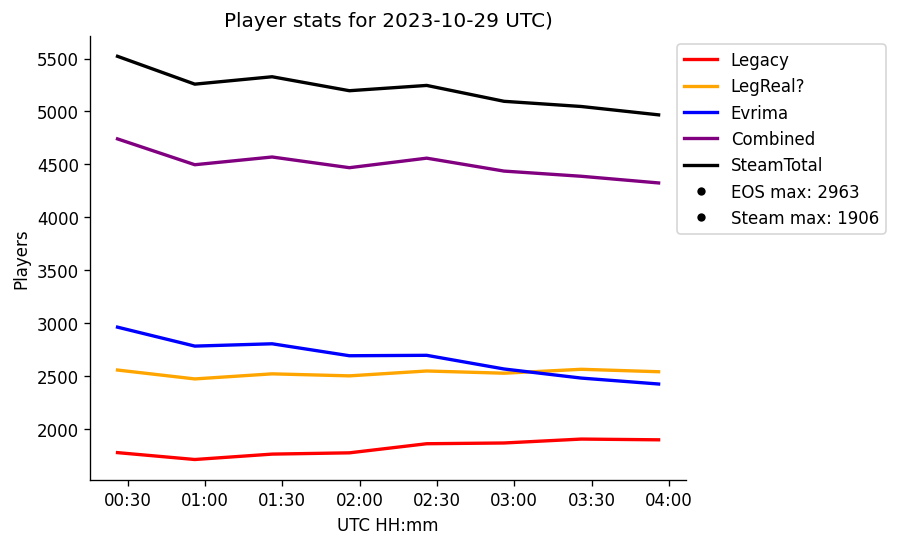 Player stats for 2023-10-29 UTC)
Legacy
LegReal?
Evrima
Combined
SteamTotal
EOS max: 2963
Steam max: 1906
Players
5500
5000
4500
4000
3500
3000
2500
2000
00:30 01:00 01:30 02:00 02:30 03:00 03:30 04:00
UTC HH:mm